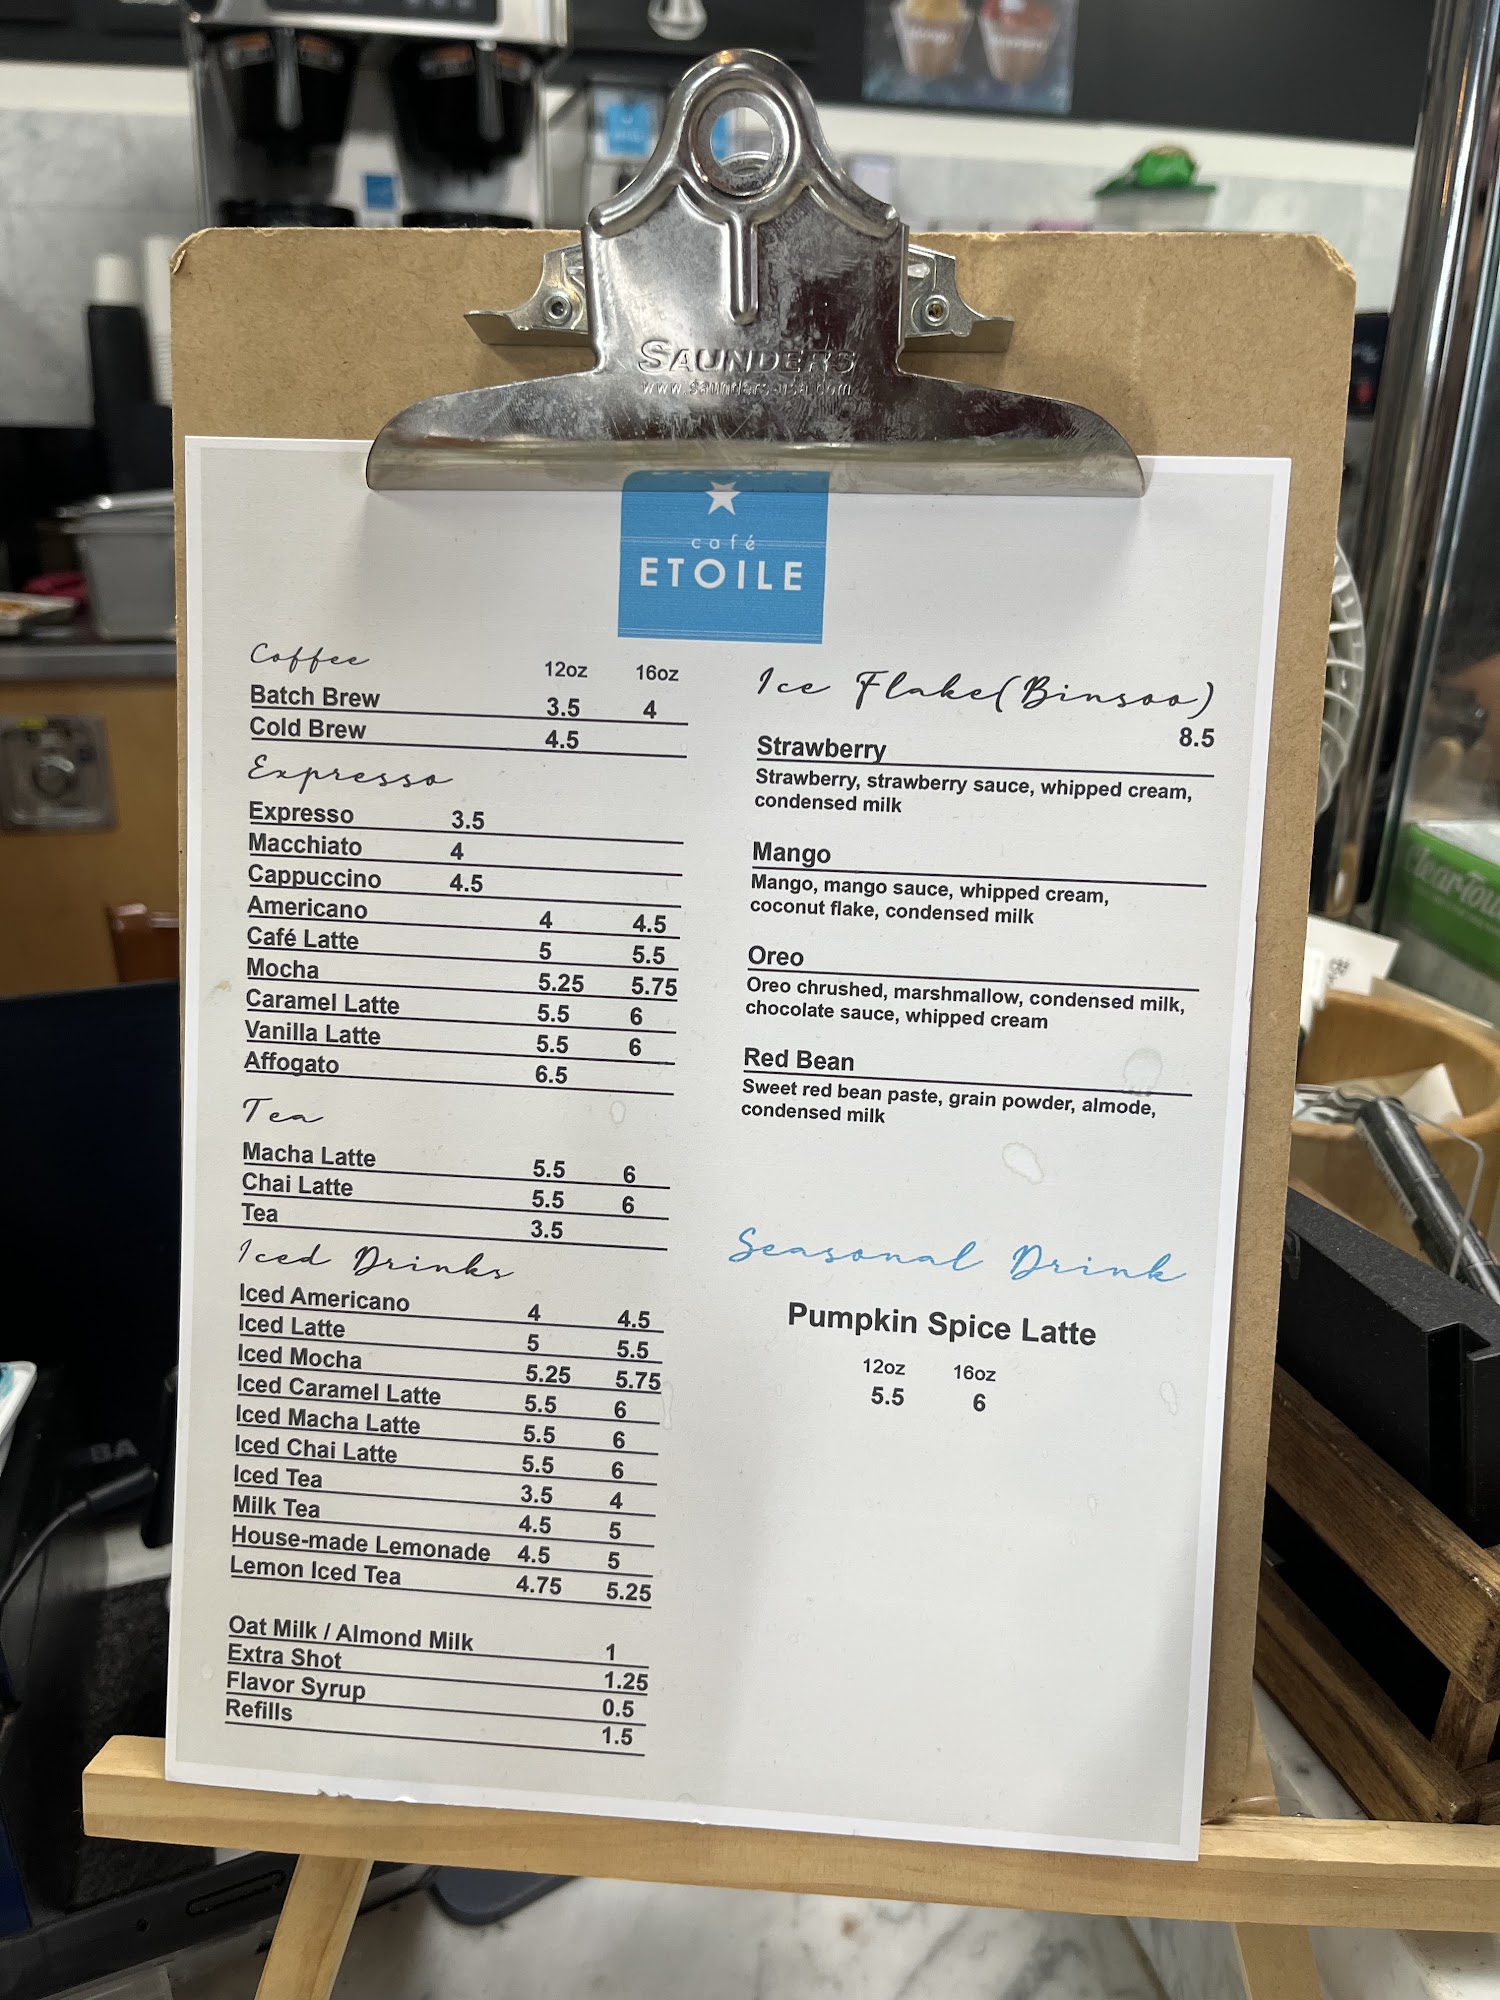 SAUNDERS
www.saunders-usa.com
café
ETOILE
Coffee 12oz 16oz
Batch Brew 3.5 4
Cold Brew 4.5
Expresso
Expresso 3.5
Macchiato 4
Cappuccino 4.5
Americano 4 4.5
Café Latte 5 5.5
Mocha 5.25 5.75
Caramel Latte 5.5 6
Vanilla Latte 5.5 6
Affogato 6.5
Tea
Macha Latte 5.5 6
Chai Latte 5.5 6
Tea 3.5
Iced Drinks
Iced Americano 4 4.5
Iced Latte 5 5.5
Iced Mocha 5.25 5.75
Iced Caramel Latte 5.5 6
Iced Macha Latte 5.5 6
Iced Chai Latte 5.5 6
Iced Tea 3.5 4
Milk Tea 4.5 5
House-made Lemonade 4.5 5
Lemon Iced Tea 4.75 5.25
Oat Milk / Almond Milk 1
Extra Shot 1.25
Flavor Syrup 0.5
Refills 1.5
Ice Flake(Binsoo)
8.5
Strawberry
Strawberry, strawberry sauce, whipped cream,
condensed milk
Mango
Mango, mango sauce, whipped cream,
coconut flake, condensed milk
Oreo
Oreo chrushed, marshmallow, condensed milk,
chocolate sauce, whipped cream
Red Bean
Sweet red bean paste, grain powder, almode,
condensed milk
Seasonal Drink
Pumpkin Spice Latte
12oz 16oz
5.5 6
BA